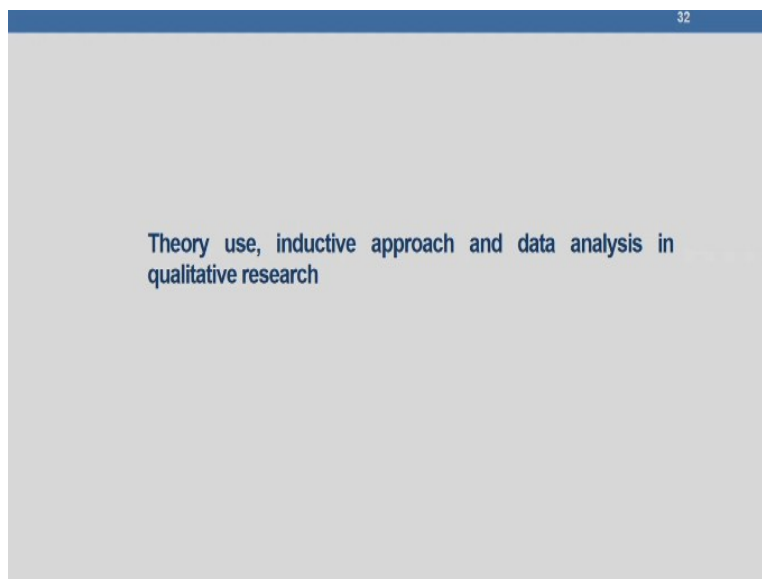 32
Theory use, inductive approach and data analysis in
qualitative research